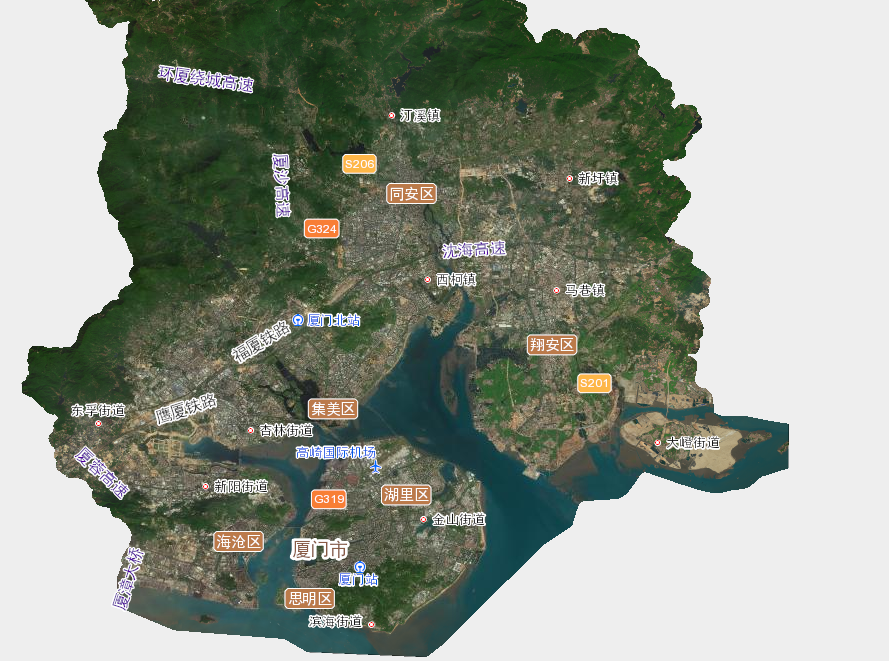 环厦绕城高速
汀溪镇
厦沙高速
S206
新圩镇
同安区
G324
沈海高速
西柯镇
马巷镇
厦门北站
福厦铁路
翔安区
S201
鹰厦铁路
集美区
东孚街道
杏林街道
大嶝街道
高崎国际机场
厦蓉高速
新阳街道
G319
湖里区
金山街道
海沧区
厦门市
厦漳大桥
厦门站
思明区
滨海街道